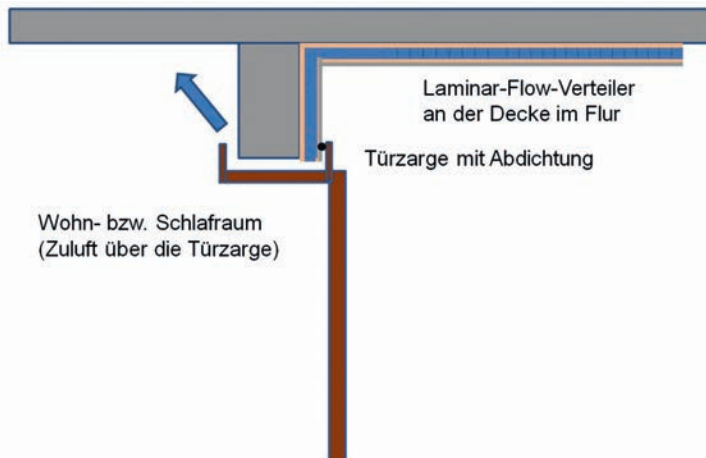 Laminar-Flow-Verteiler
an der Decke im Flur
Türzarge mit Abdichtung
Wohn- bzw. Schlafraum
(Zuluft über die Türzarge)